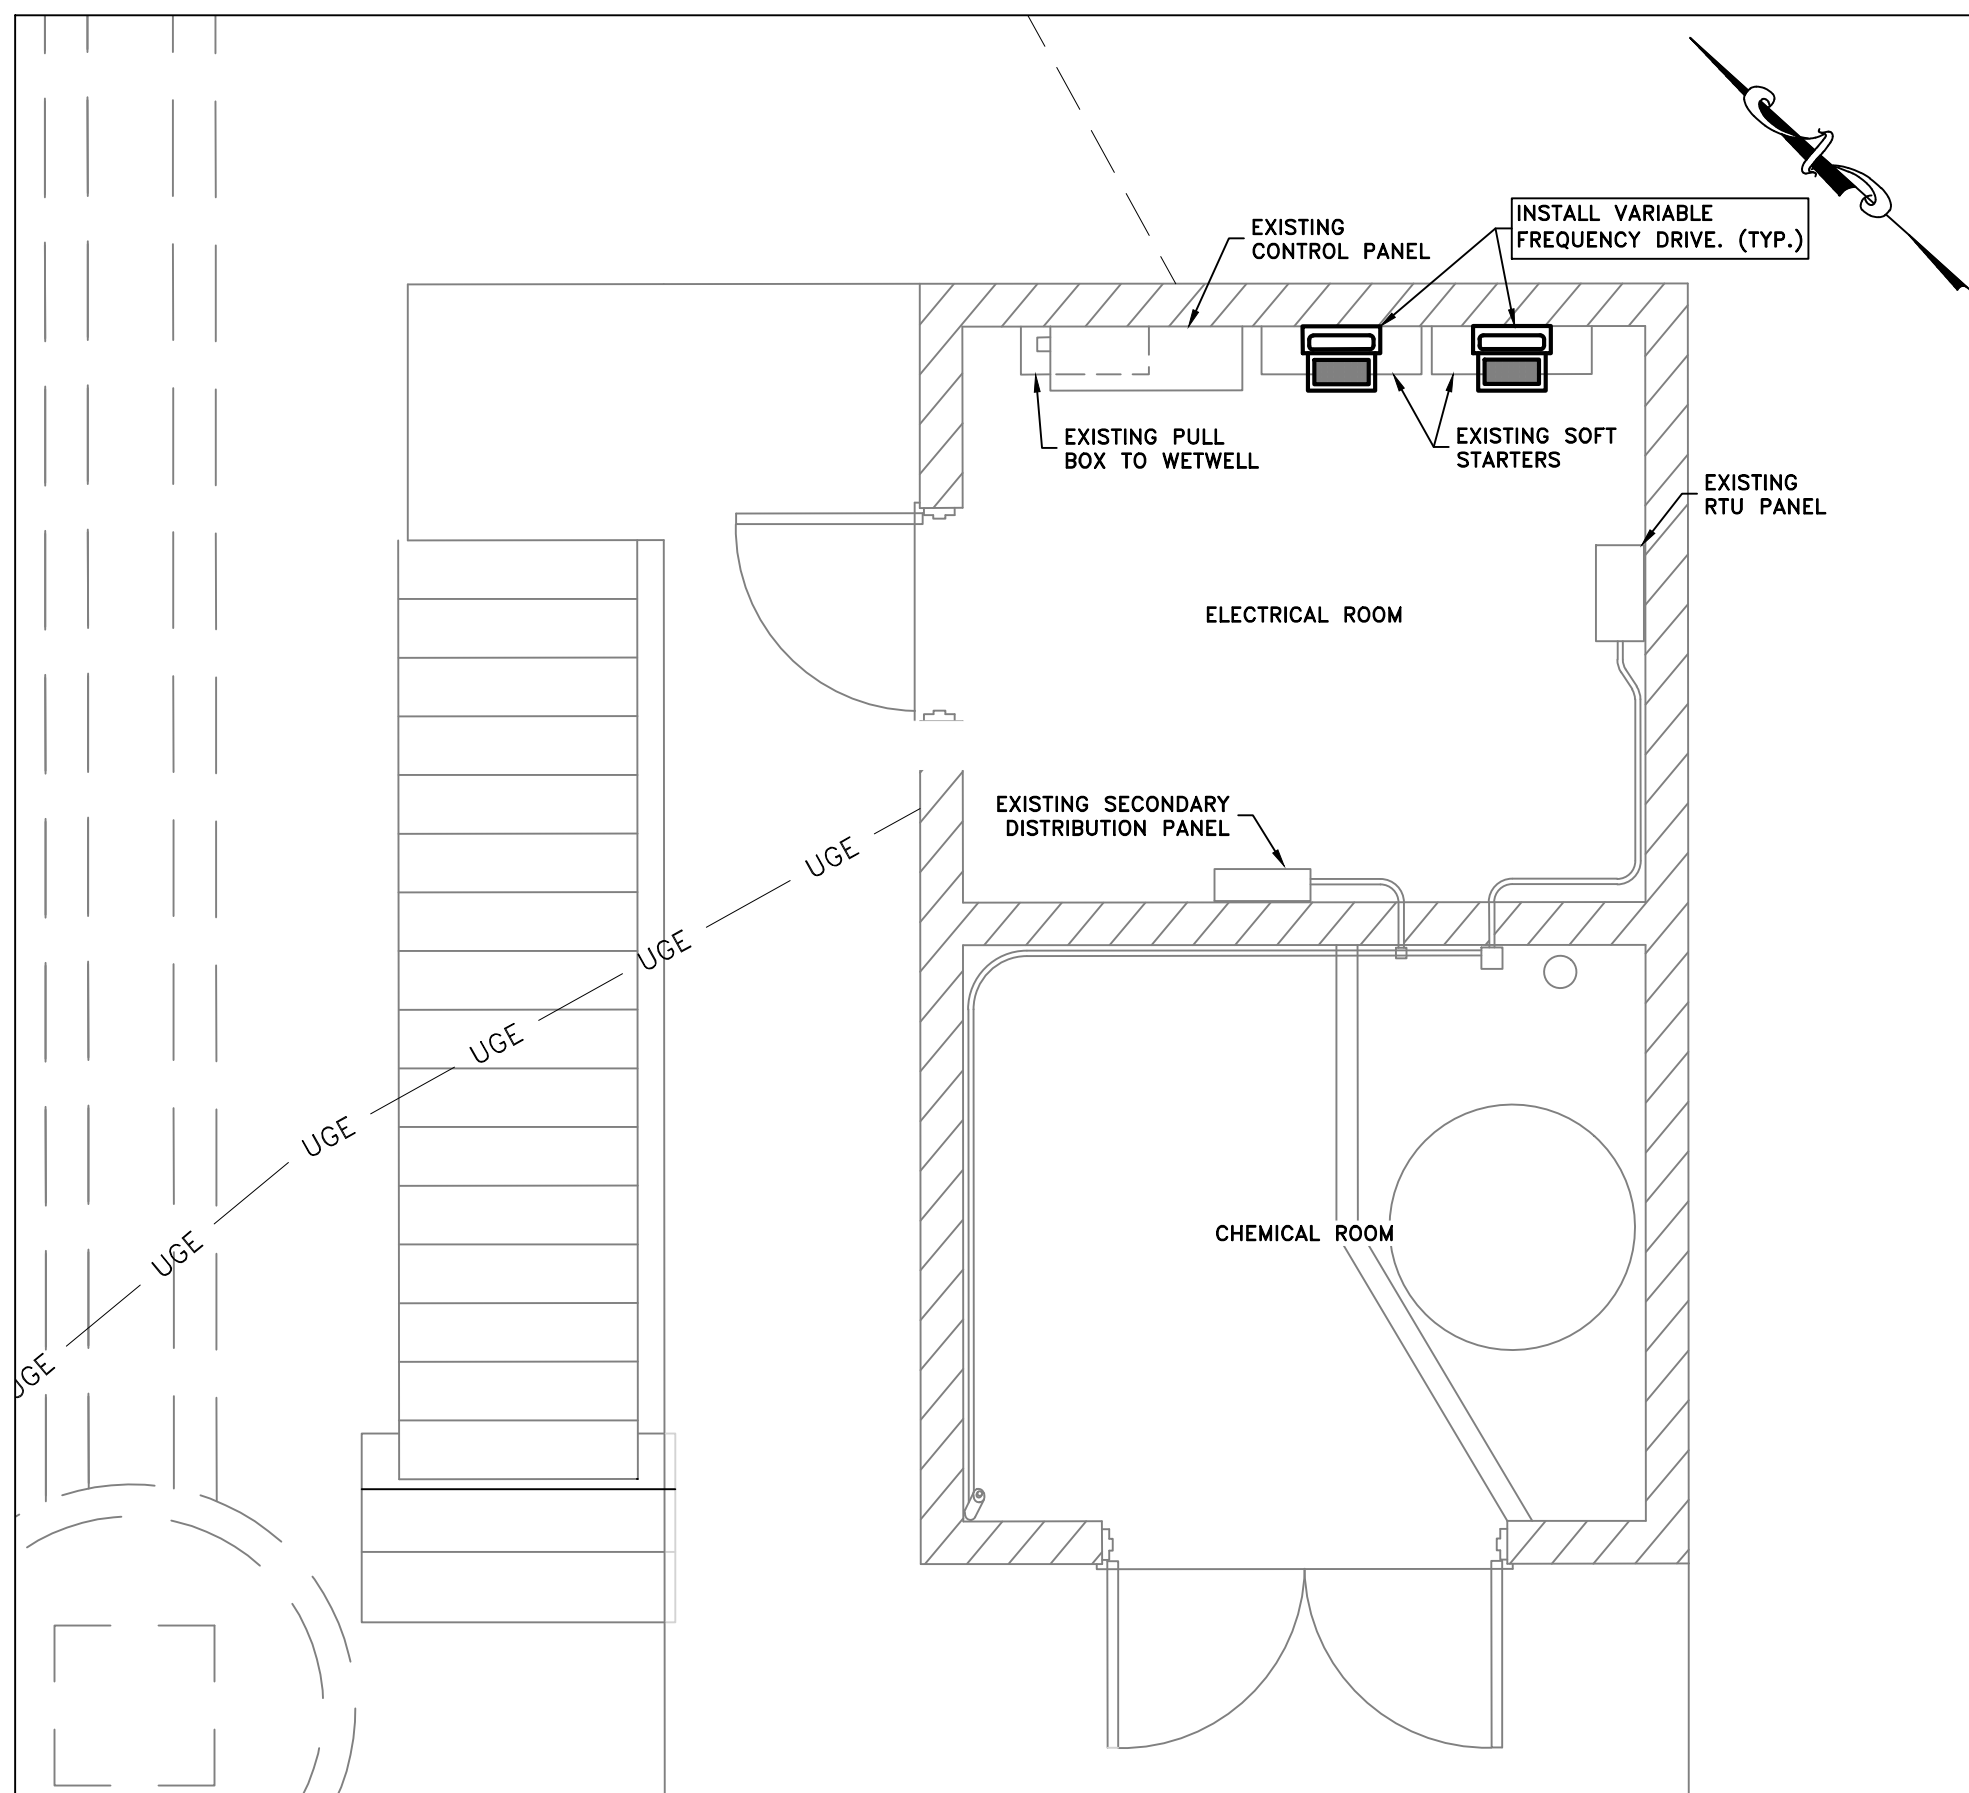 INSTALL VARIABLE
FREQUENCY DRIVE. (TYP.)
EXISTING
CONTROL PANEL
EXISTING PULL
BOX TO WETWELL
EXISTING SOFT
STARTERS
EXISTING
RTU PANEL
ELECTRICAL ROOM
EXISTING SECONDARY
DISTRIBUTION PANEL
UGE
UGE
UGE
UGE
UGE
UGE
CHEMICAL ROOM